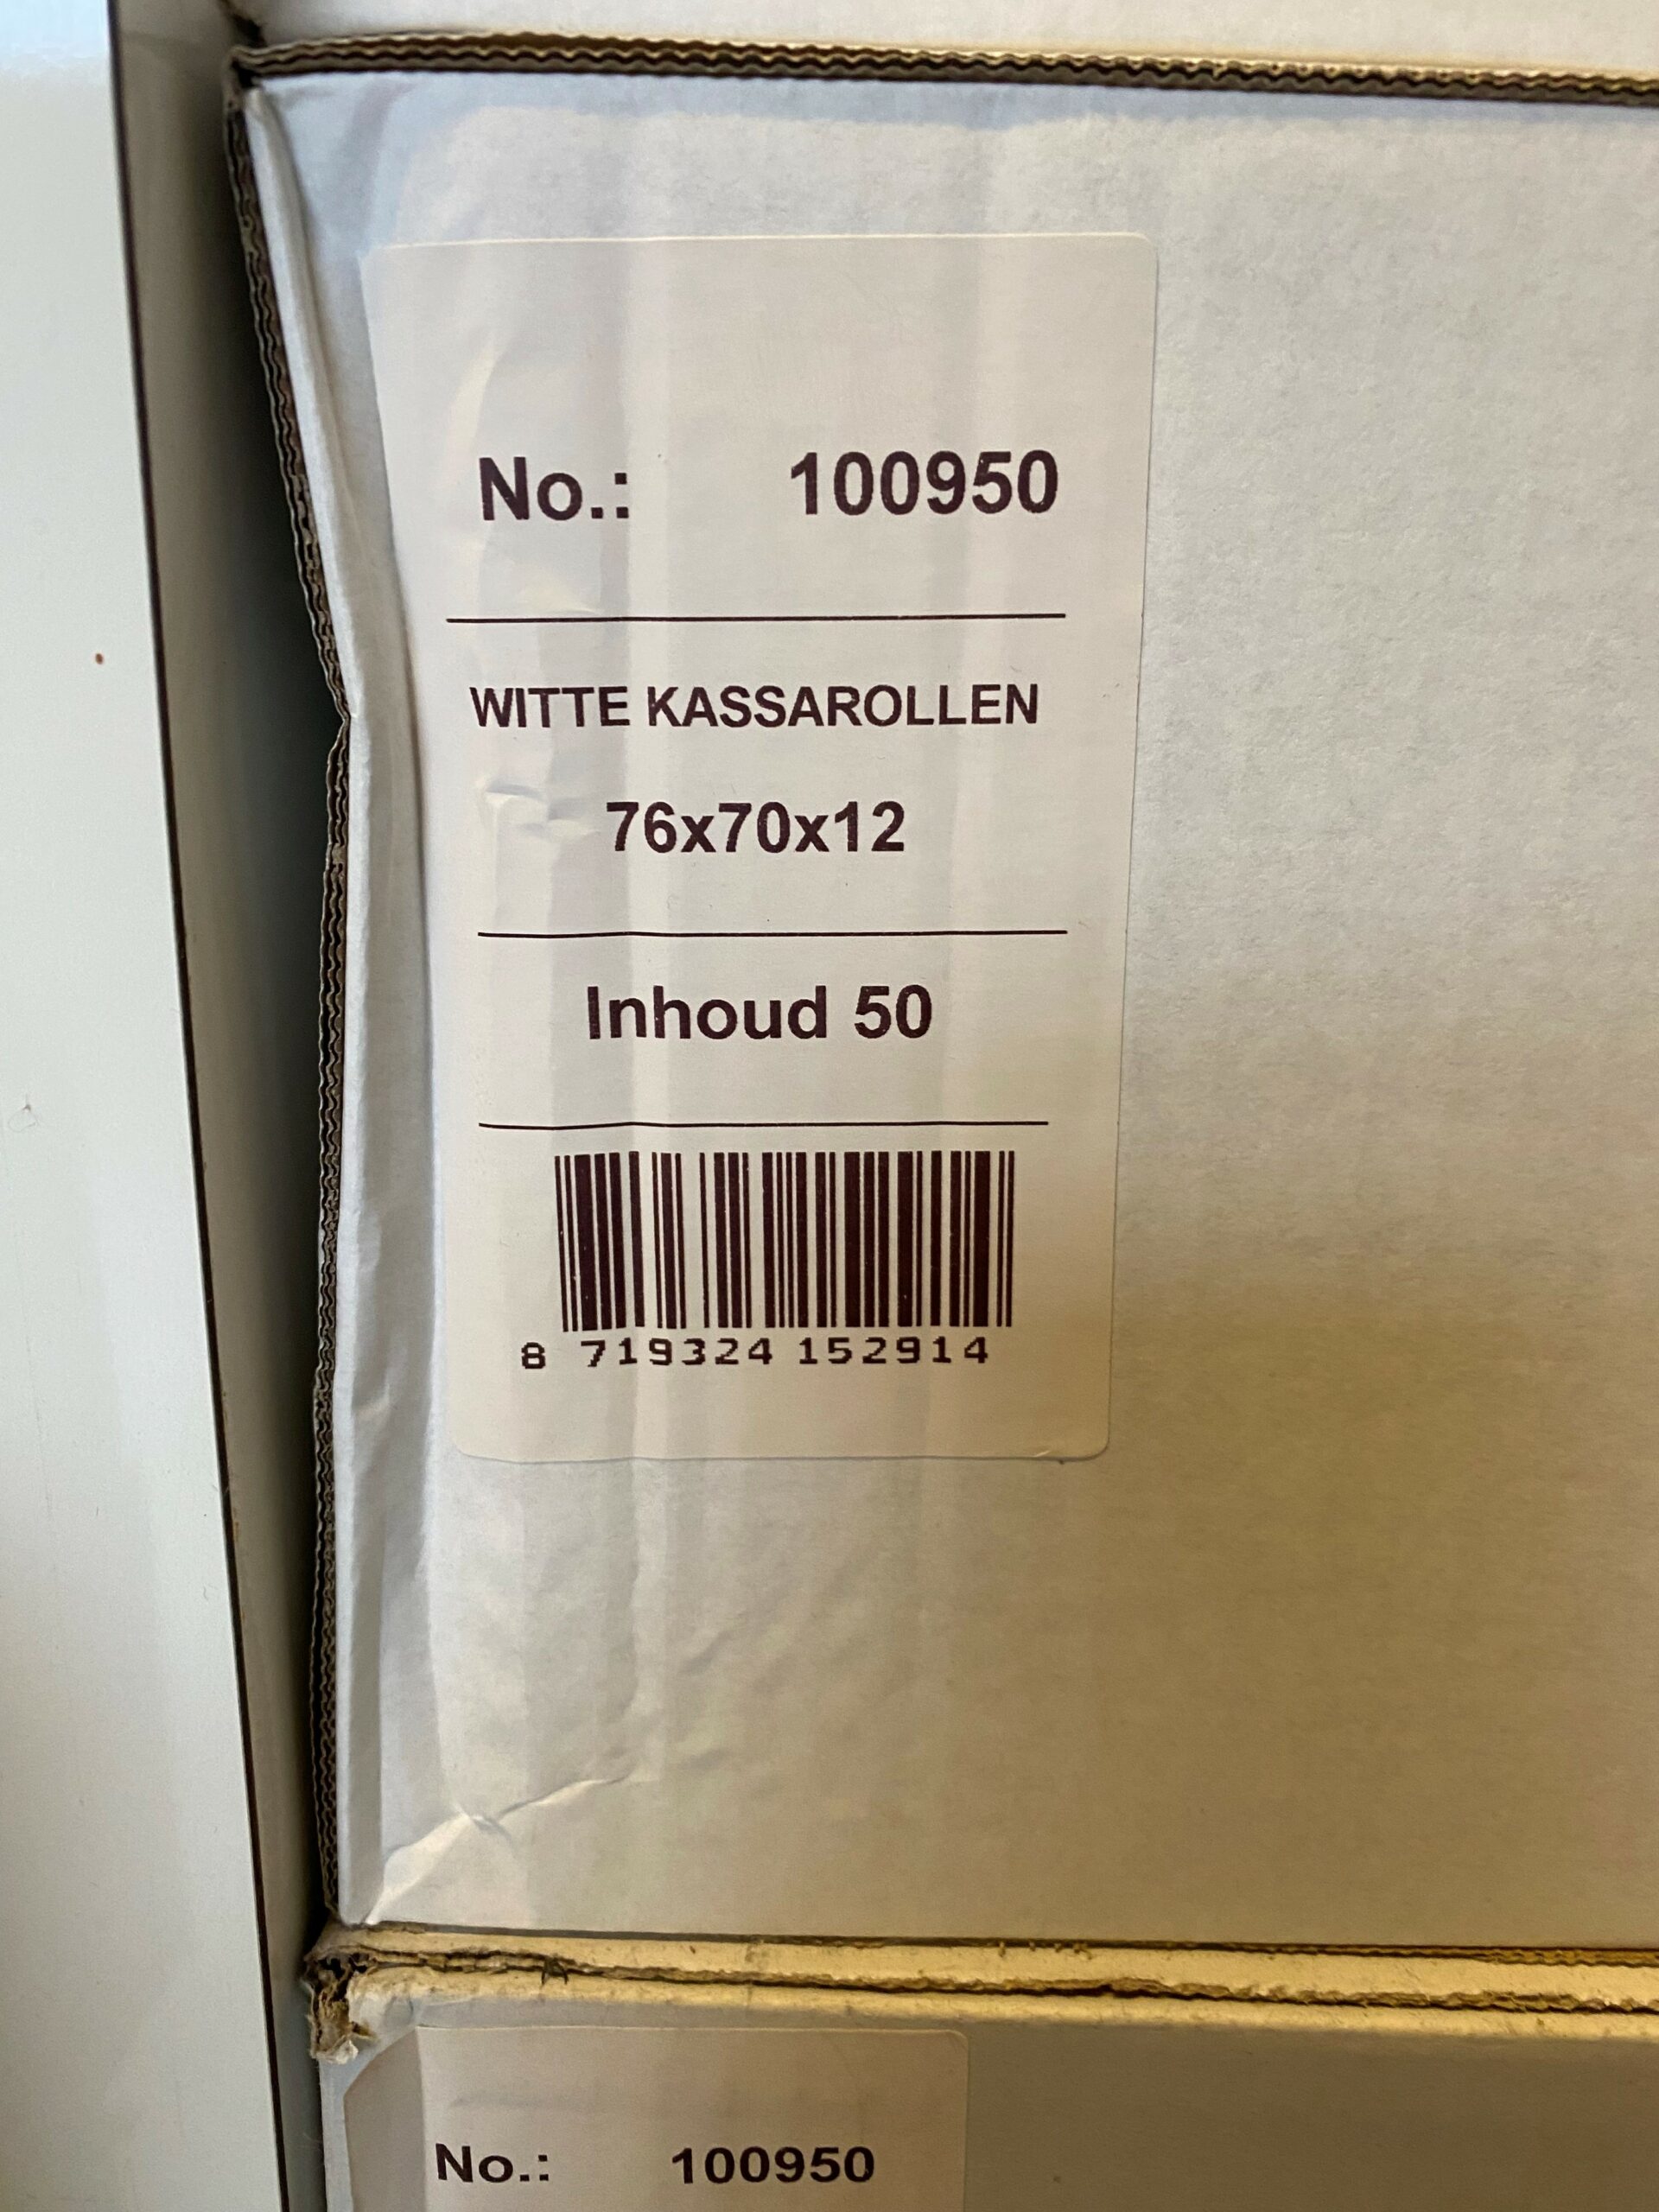 No.: 100950
WITTE KASSAROLLEN
76x70x12
Inhoud 50
8 719324 152914
No.: 100950